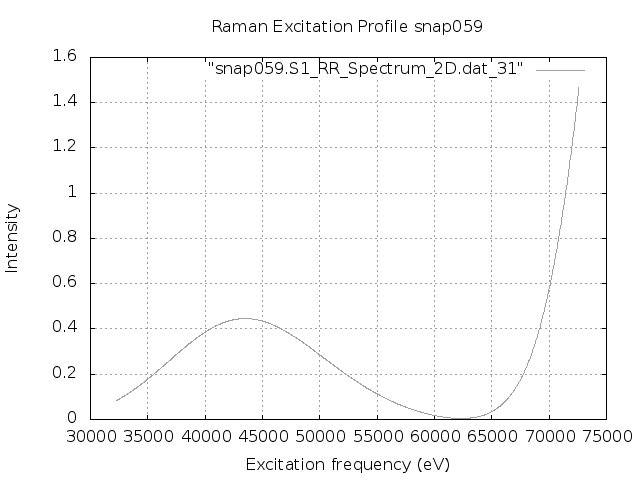 Raman Excitation Profile snap059
"snap059.S1_RR_Spectrum_2D.dat_31"
1.6
1.4
1.2
1
0.8
0.6
0.4
0.2
0
Intensity
30000 35000 40000 45000 50000 55000 60000 65000 70000 75000
Excitation frequency (eV)